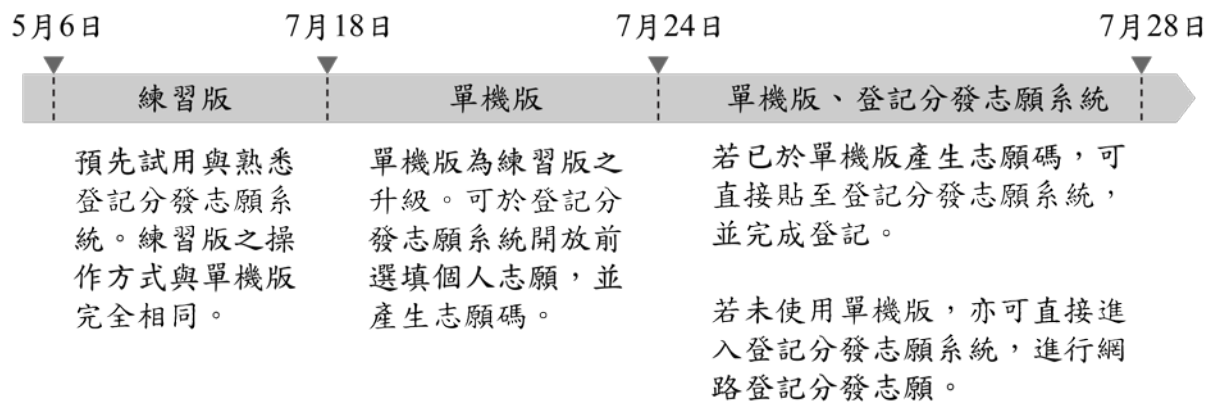 5月6日
7月18日
7月24日
7月28日
練習版
單機版
單機版、登記分發志願系統
預先試用與熟悉
登記分發志願系
統。練習版之操
作方式與單機版
完全相同。
單機版為練習版之
升級。可於登記分
發志願系統開放前
選填個人志願，並
產生志願碼。
若已於單機版產生志願碼，可
直接貼至登記分發志願系統，
並完成登記。
若未使用單機版，亦可直接進
入登記分發志願系統，進行網
路登記分發志願。